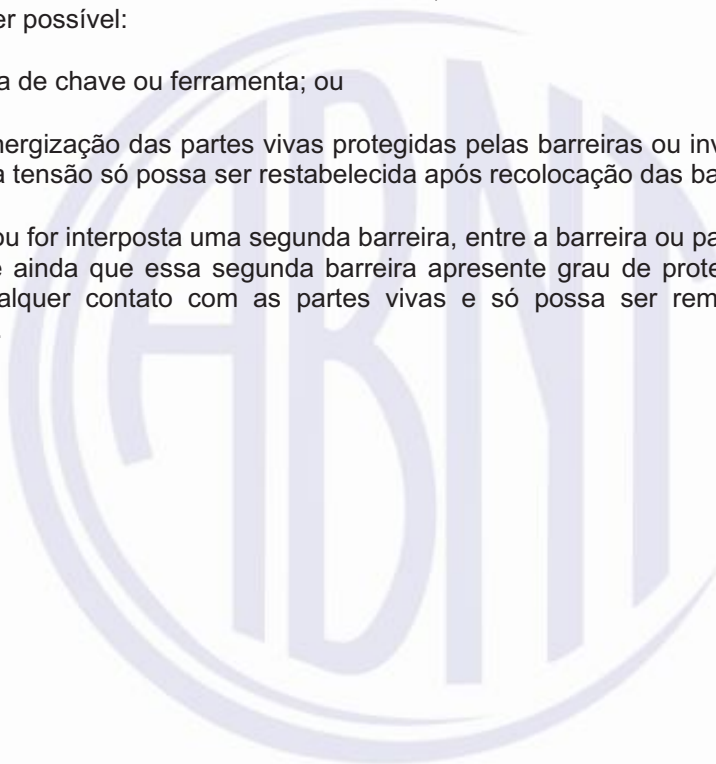 er possível:
a de chave ou ferramenta; ou
nergização das partes vivas protegidas pelas barreiras ou inv
a tensão só possa ser restabelecida após recolocação das ba
ou for interposta uma segunda barreira, entre a barreira ou pa
e ainda que essa segunda barreira apresente grau de prote
alquer contato com as partes vivas e só possa ser rem
ABNT